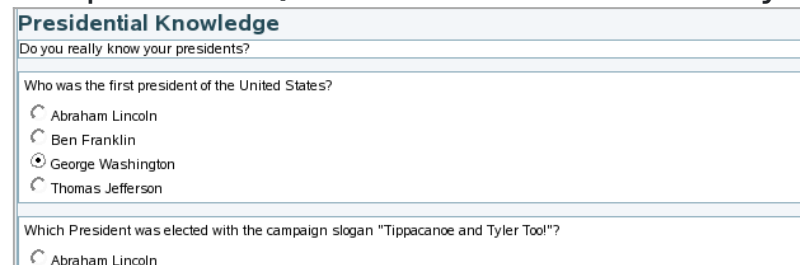 Presidential Knowledge
Do you really know your presidents?
Who was the first president of the United States?
Abraham Lincoln
Ben Franklin
George Washington
Thomas Jefferson
Which President was elected with the campaign slogan "Tippacanoe and Tyler Too!"?
Abraham Lincoln